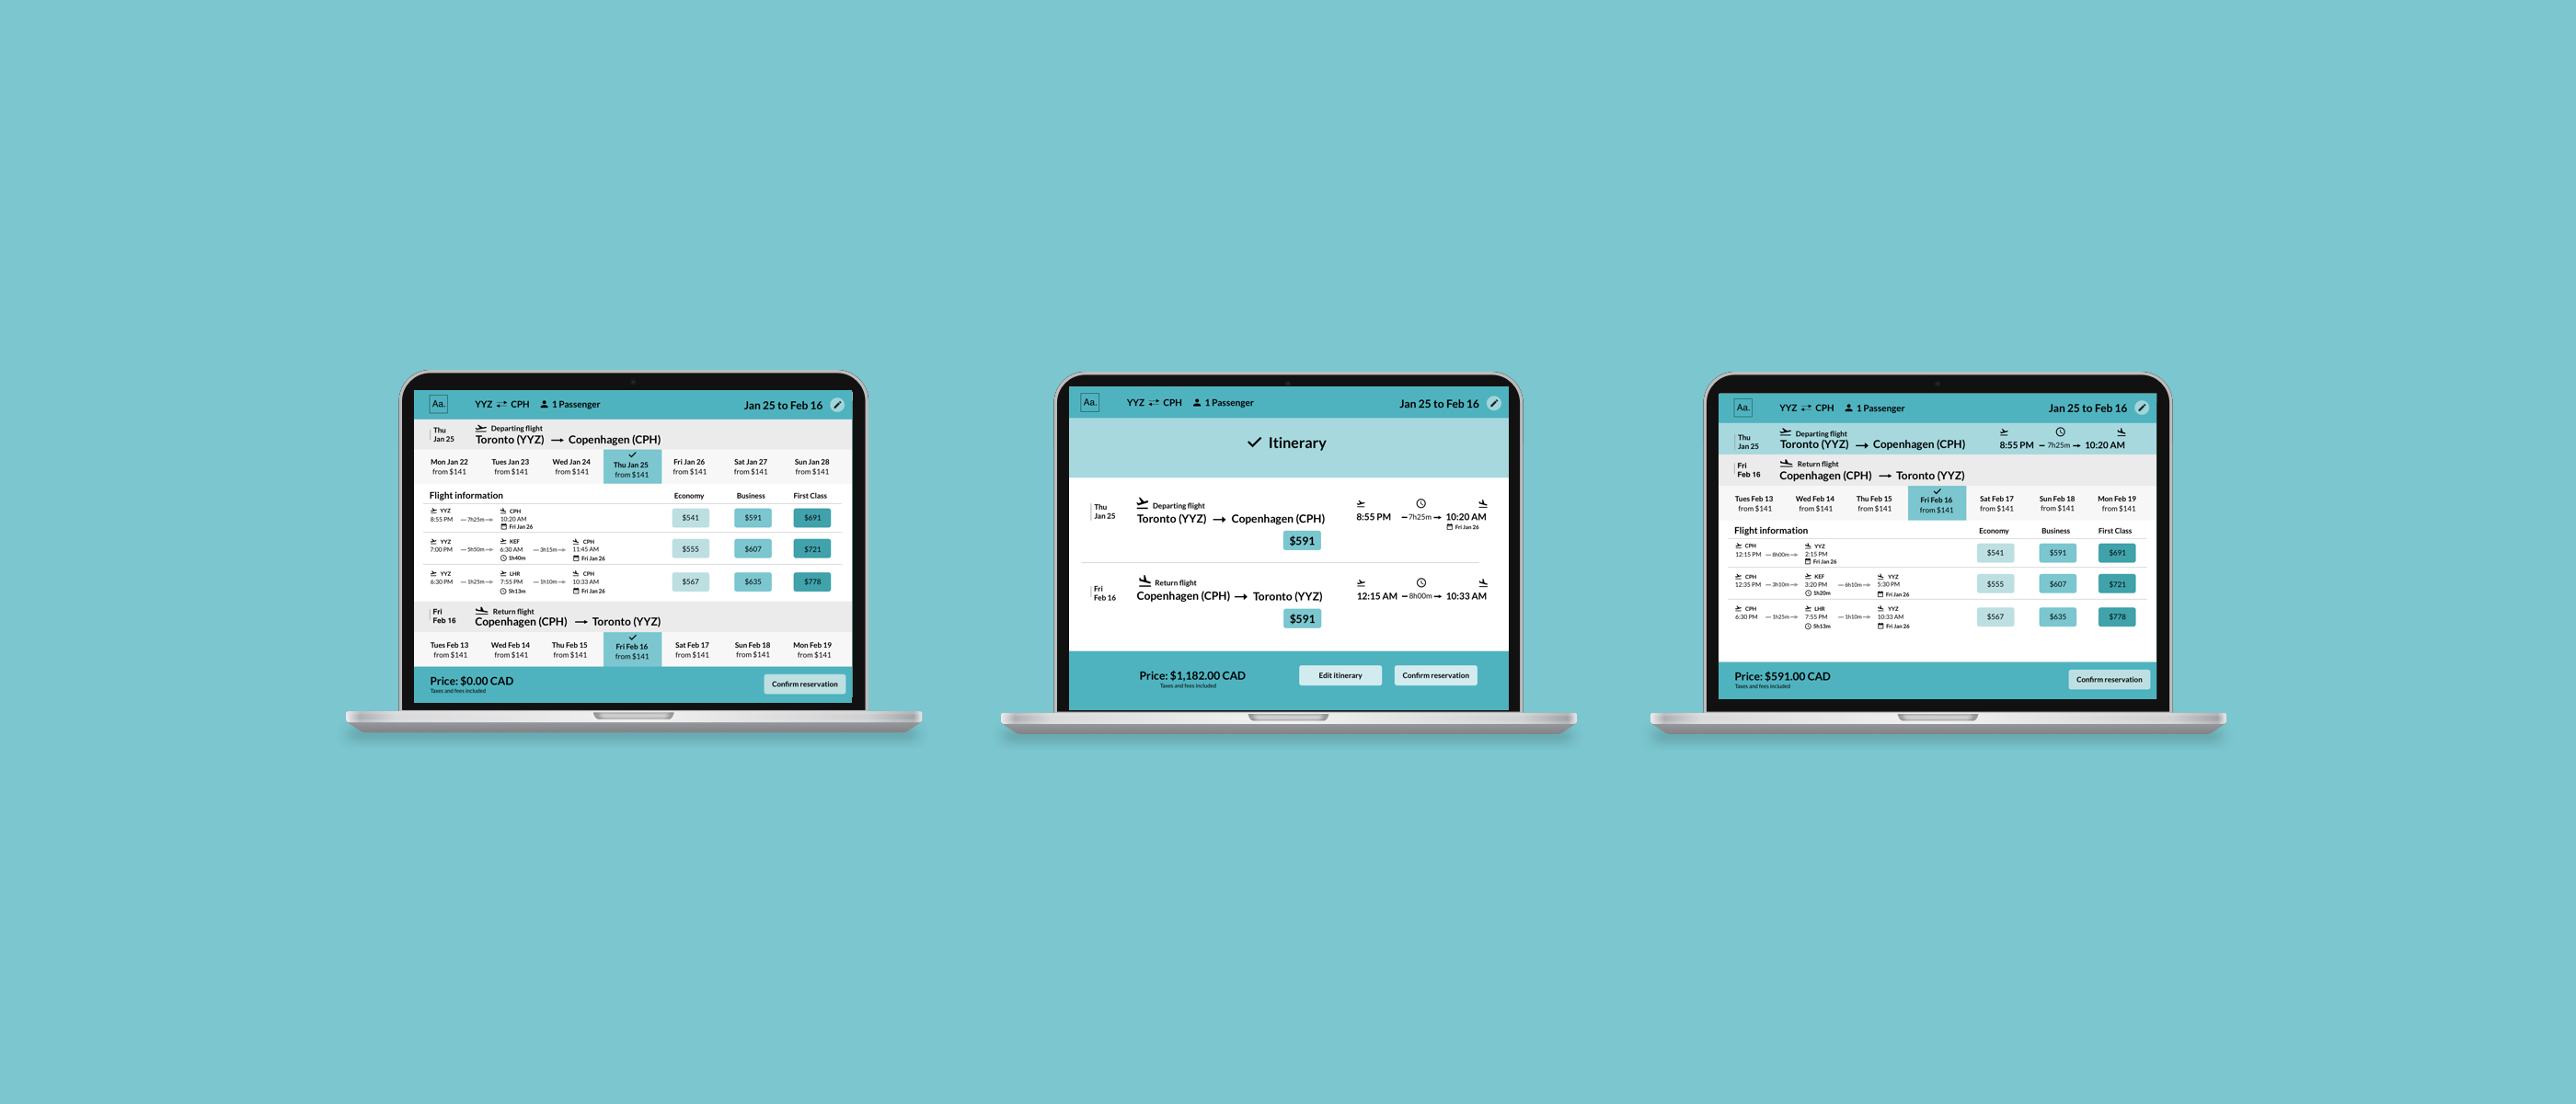 Aa.
YYZ CPH 1 Passenger
Jan 25 to Feb 16
Thu
Jan 25
Departing flight
Toronto (YYZ) → Copenhagen (CPH)
Mon Jan 22 Tues Jan 23 Wed Jan 24 Thu Jan 25 Fri Jan 26 Sat Jan 27 Sun Jan 28
from $141 from $141 from $141 from $141 from $141 from $141 from $141
Flight information Economy Business First Class
YYZ CPH
8:55 PM — 7h25m → 10:20 AM $541 $591 $691
Fri Jan 26
YYZ KEF CPH
7:00 PM — 5h50m → 6:30 AM — 3h15m → 11:45 AM $555 $607 $721
5h40m Fri Jan 26
YYZ LHR CPH
6:30 PM — 1h25m → 7:55 PM — 1h10m → 10:33 AM $567 $635 $778
5h13m Fri Jan 26
Fri
Feb 16
Return flight
Copenhagen (CPH) → Toronto (YYZ)
Tues Feb 13 Wed Feb 14 Thu Feb 15 Fri Feb 16 Sat Feb 17 Sun Feb 18 Mon Feb 19
from $141 from $141 from $141 from $141 from $141 from $141 from $141
Price: $0.00 CAD
Taxes and fees included
Confirm reservation
Aa.
YYZ CPH 1 Passenger
Jan 25 to Feb 16
Itinerary
Thu
Jan 25
Departing flight
Toronto (YYZ) → Copenhagen (CPH)
8:55 PM — 7h25m → 10:20 AM
Fri Jan 26
$591
Fri
Feb 16
Return flight
Copenhagen (CPH) → Toronto (YYZ)
12:15 AM — 8h00m → 10:33 AM
$591
Price: $1,182.00 CAD
Taxes and fees included
Edit itinerary
Confirm reservation
Aa.
YYZ CPH 1 Passenger
Jan 25 to Feb 16
Thu
Jan 25
Departing flight
Toronto (YYZ) → Copenhagen (CPH)
8:55 PM — 7h25m → 10:20 AM
Fri
Feb 16
Return flight
Copenhagen (CPH) → Toronto (YYZ)
Tues Feb 13 Wed Feb 14 Thu Feb 15 Fri Feb 16 Sat Feb 17 Sun Feb 18 Mon Feb 19
from $141 from $141 from $141 from $141 from $141 from $141 from $141
Flight information Economy Business First Class
CPH YYZ
12:15 PM — 8h00m → 2:15 PM $541 $591 $691
Fri Jan 26
CPH KEF YYZ
12:35 PM — 3h10m → 3:20 PM — 6h10m → 5:30 PM $555 $607 $721
5h20m Fri Jan 26
CPH LHR YYZ
6:30 PM — 1h25m → 7:55 PM — 1h10m → 10:33 AM $567 $635 $778
5h13m Fri Jan 26
Price: $591.00 CAD
Taxes and fees included
Confirm reservation